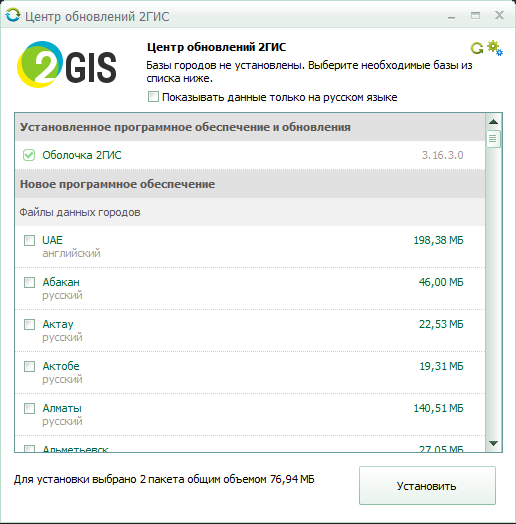 Центр обновлений 2ГИС
2GIS
Центр обновлений 2ГИС
Базы городов не установлены. Выберите необходимые базы из
списка ниже.
Показывать данные только на русском языке
Установленное программное обеспечение и обновления
Оболочка 2ГИС 3.16.3.0
Новое программное обеспечение
Файлы данных городов
UAE 198,38 МБ
английский
Абакан 46,00 МБ
русский
Актау 22,53 МБ
русский
Актобе 19,31 МБ
русский
Алматы 140,51 МБ
русский
Альметьевск 27,05 МБ
Для установки выбрано 2 пакета общим объемом 76,94 МБ
Установить